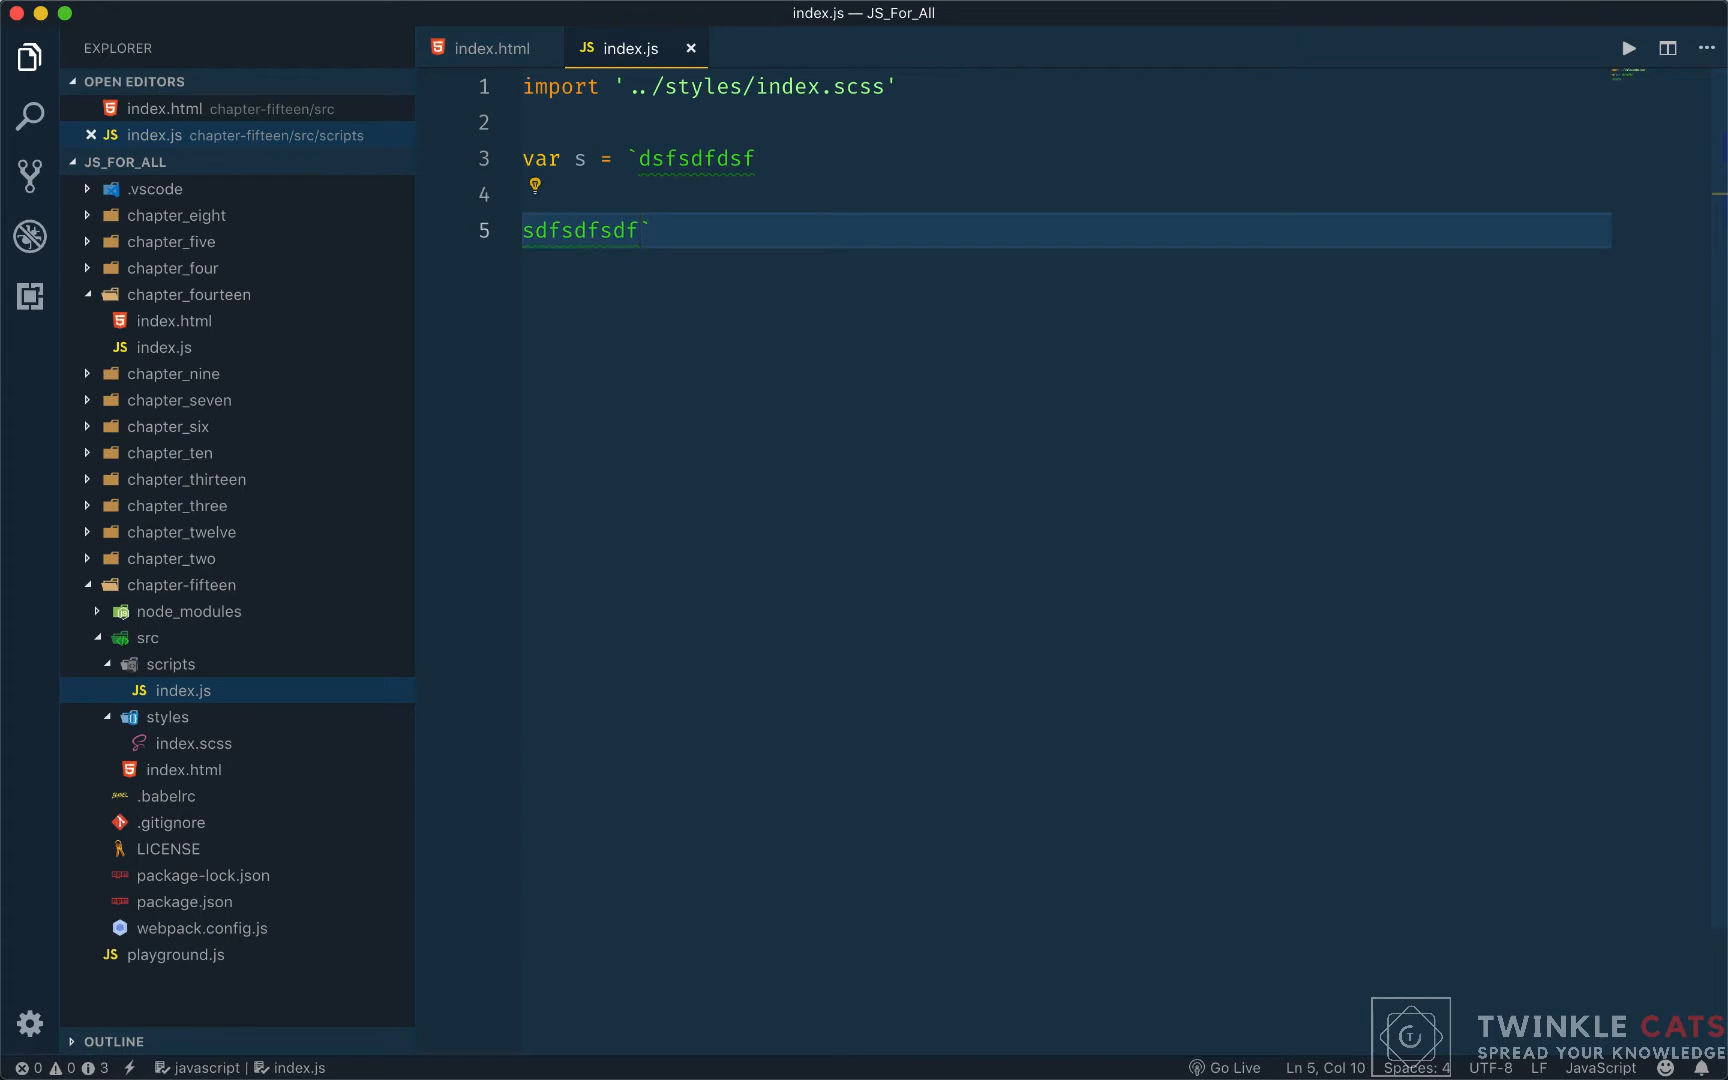 index.js — JS_For_All
EXPLORER
OPEN EDITORS
index.html chapter-fifteen/src
JS index.js chapter-fifteen/src/scripts
JS_FOR_ALL
.vscode
chapter_eight
chapter_five
chapter_four
chapter_fourteen
index.html
JS index.js
chapter_nine
chapter_seven
chapter_six
chapter_ten
chapter_thirteen
chapter_three
chapter_twelve
chapter_two
chapter-fifteen
node_modules
src
scripts
JS index.js
styles
index.scss
index.html
.babelrc
.gitignore
LICENSE
package-lock.json
package.json
webpack.config.js
JS playground.js
OUTLINE
index.html
JS index.js
1 import '../styles/index.scss'
2
3 var s = `dsfsdfdsf
4
5 sdfsdfsdf`
TWINKLE CATS
SPREAD YOUR KNOWLEDGE
0 0 3 javascript | index.js Go Live Ln 5, Col 10 Spaces: 4 UTF-8 LF JavaScript